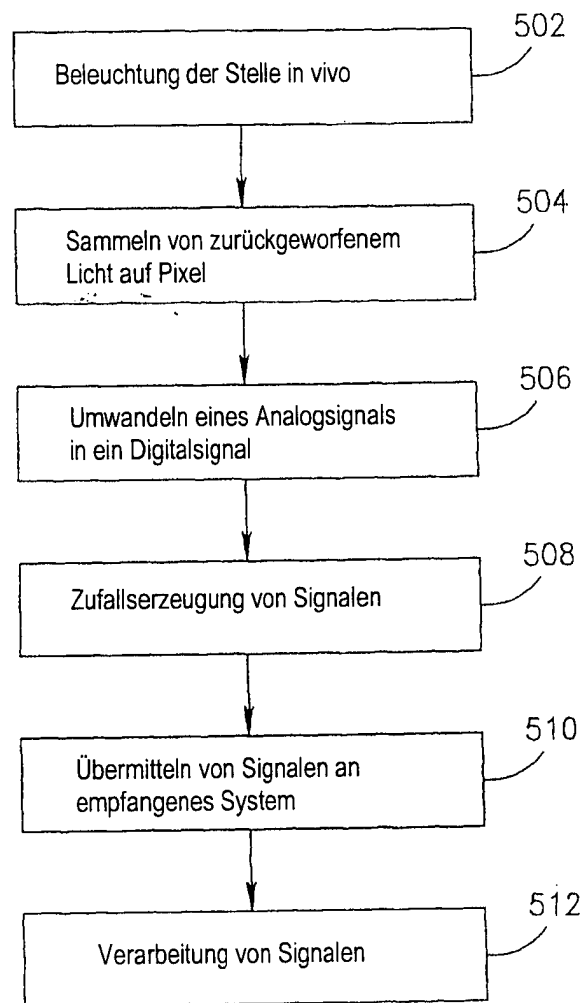 502
Beleuchtung der Stelle in vivo
504
Sammeln von zurückgeworfenem
Licht auf Pixel
506
Umwandeln eines Analogsignals
in ein Digitalsignal
508
Zufallserzeugung von Signalen
510
Übermitteln von Signalen an
empfangenes System
512
Verarbeitung von Signalen